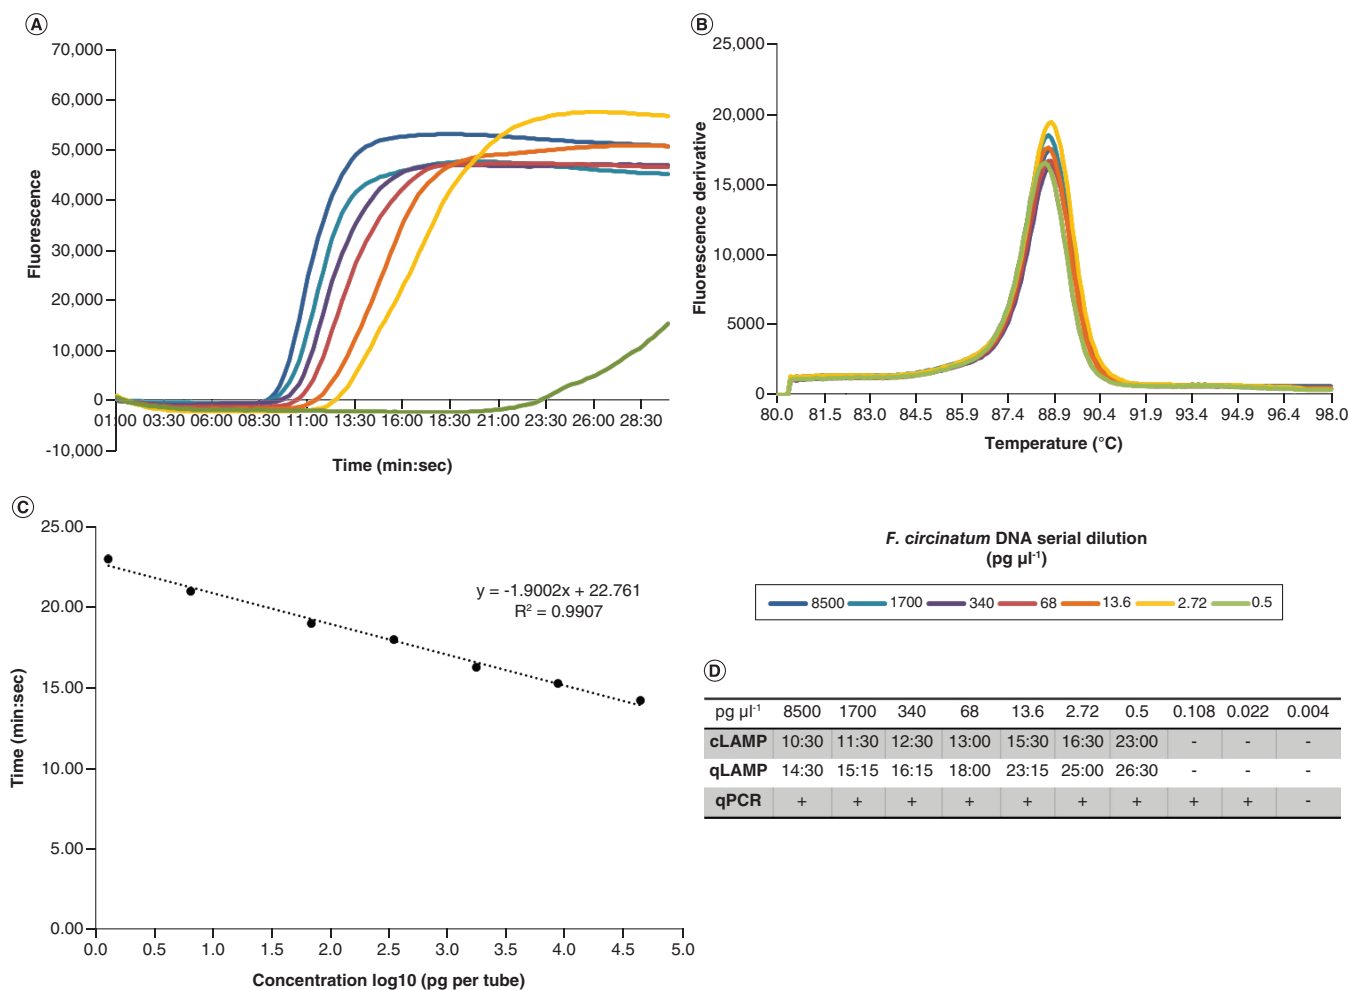 A
70,000
60,000
50,000
40,000
30,000
20,000
10,000
0
-10,000
Fluorescence
01:00 03:30 06:00 08:30 11:00 13:30 16:00 18:30 21:00 23:30 26:00 28:30
Time (min:sec)
B
25,000
20,000
15,000
10,000
5000
0
Fluorescence derivative
80.0 81.5 83.0 84.5 85.9 87.4 88.9 90.4 91.9 93.4 94.9 96.4 98.0
Temperature (°C)
C
25.00
20.00
15.00
10.00
5.00
0.00
Time (min:sec)
y = -1.9002x + 22.761
R² = 0.9907
0.0 0.5 1.0 1.5 2.0 2.5 3.0 3.5 4.0 4.5 5.0
Concentration log10 (pg per tube)
F. circinatum DNA serial dilution
(pg µl⁻¹)
8500 1700 340 68 13.6 2.72 0.5
D
pg µl⁻¹ 8500 1700 340 68 13.6 2.72 0.5 0.108 0.022 0.004
cLAMP 10:30 11:30 12:30 13:00 15:30 16:30 23:00 - - -
qLAMP 14:30 15:15 16:15 18:00 23:15 25:00 26:30 - - -
qPCR + + + + + + + + + -